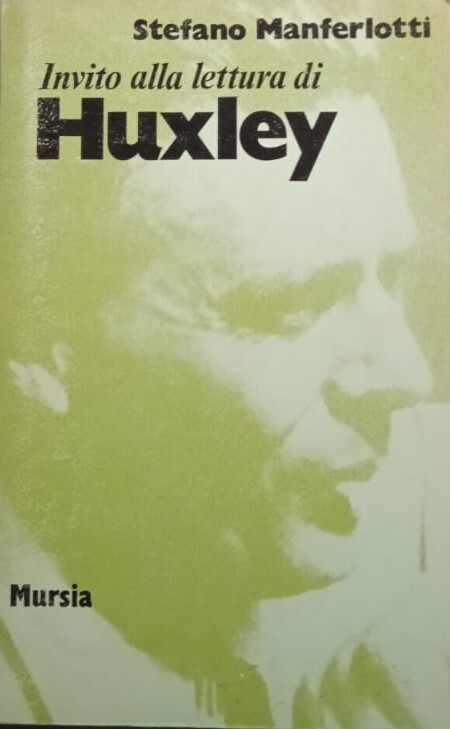 Stefano Manferlotti
Invito alla lettura di
Huxley
Mursia